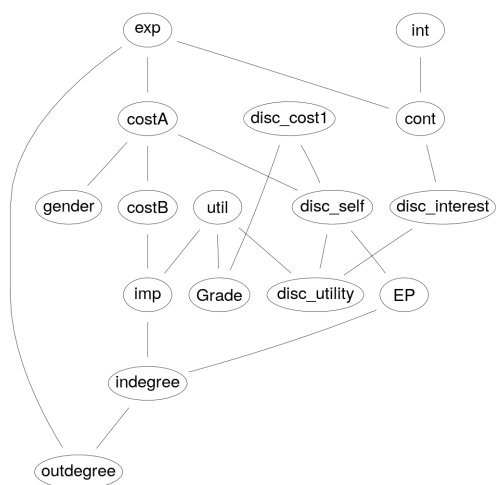 exp
int
costA
disc_cost1
cont
gender
costB
util
disc_self
disc_interest
imp
Grade
disc_utility
EP
indegree
outdegree